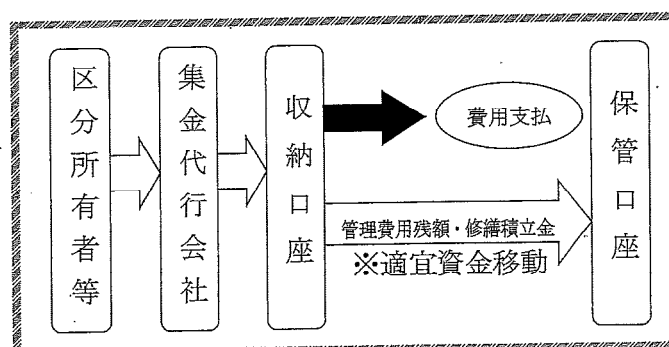 区分所有者等
集金代行会社
収納口座
費用支払
管理費用残額・修繕積立金
※適宜資金移動
保管口座